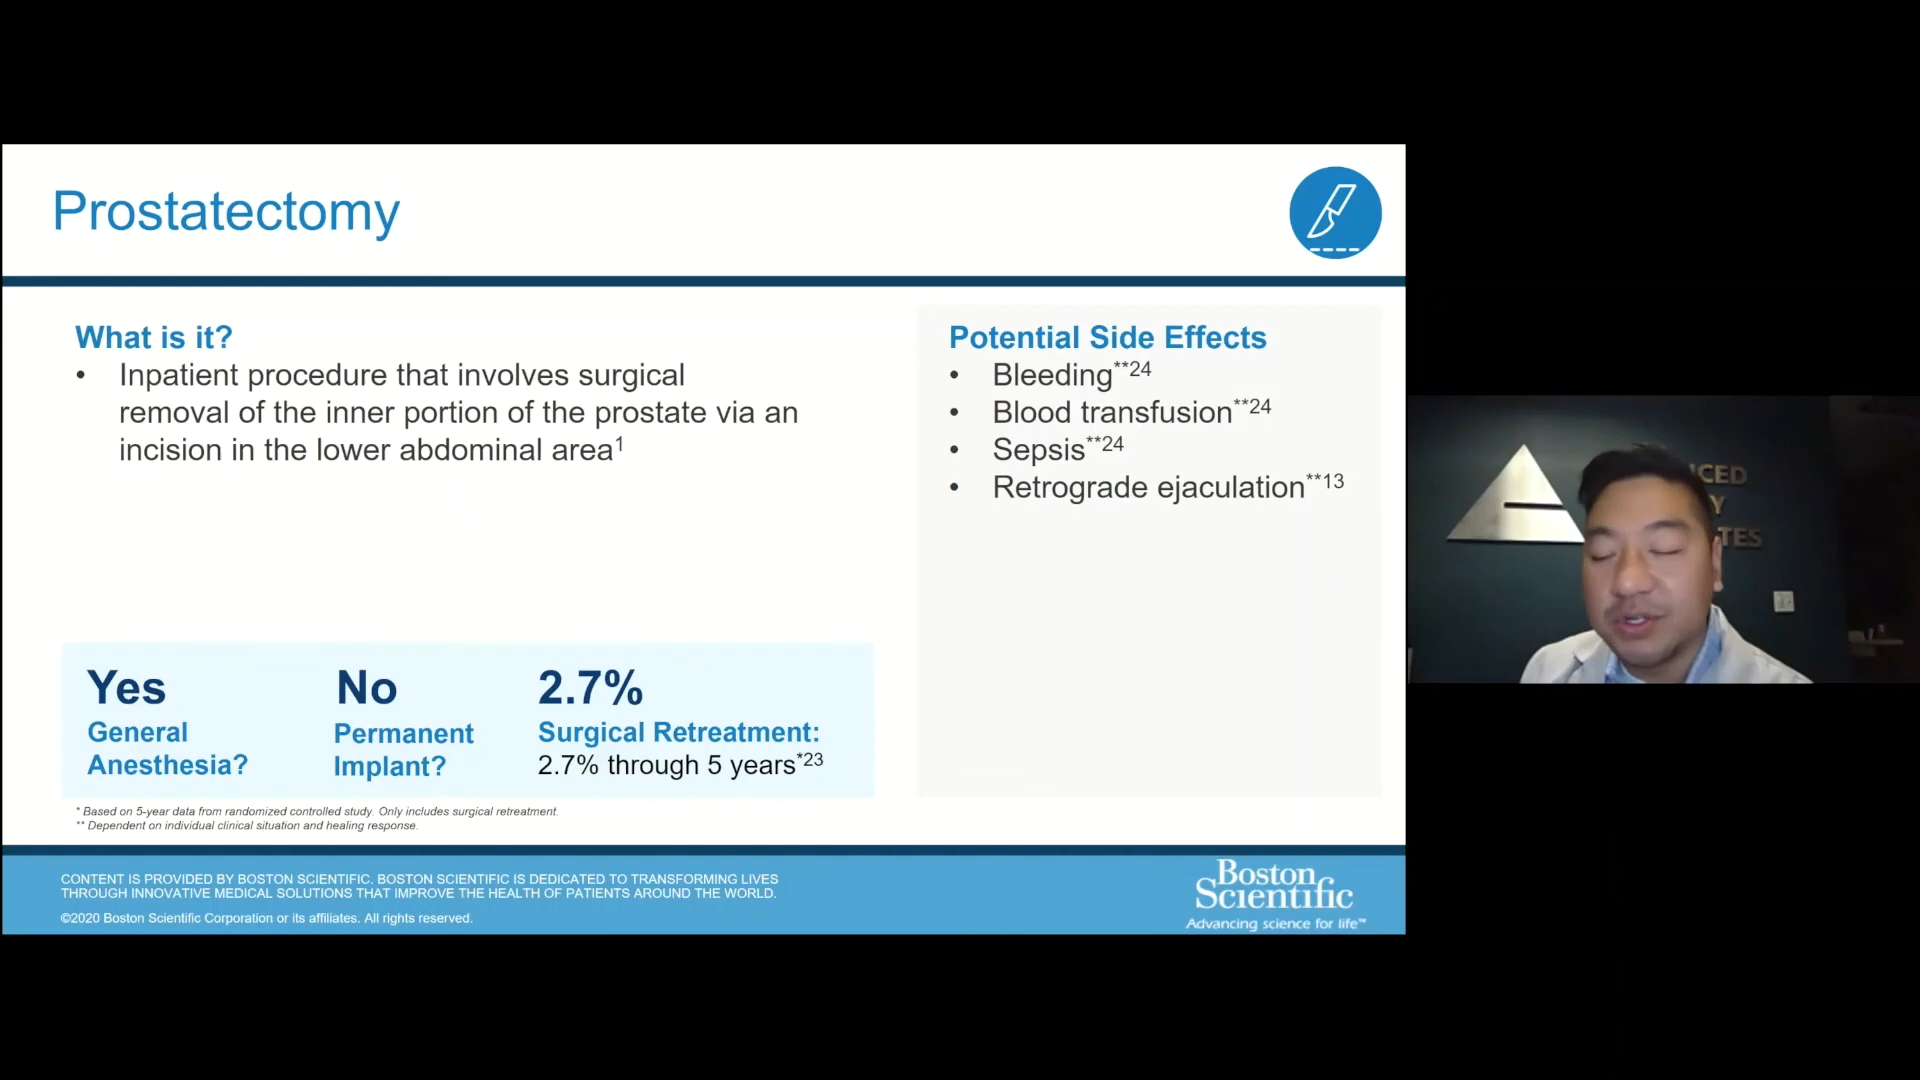 Prostatectomy
What is it?
• Inpatient procedure that involves surgical
removal of the inner portion of the prostate via an
incision in the lower abdominal area1
Potential Side Effects
• Bleeding**24
• Blood transfusion**24
• Sepsis**24
• Retrograde ejaculation**13
Yes
General
Anesthesia?
No
Permanent
Implant?
2.7%
Surgical Retreatment:
2.7% through 5 years*23
* Based on 5-year data from randomized controlled study. Only includes surgical retreatment.
** Dependent on individual clinical situation and healing response.
CONTENT IS PROVIDED BY BOSTON SCIENTIFIC. BOSTON SCIENTIFIC IS DEDICATED TO TRANSFORMING LIVES
THROUGH INNOVATIVE MEDICAL SOLUTIONS THAT IMPROVE THE HEALTH OF PATIENTS AROUND THE WORLD.
©2020 Boston Scientific Corporation or its affiliates. All rights reserved.
Boston
Scientific
Advancing science for life™